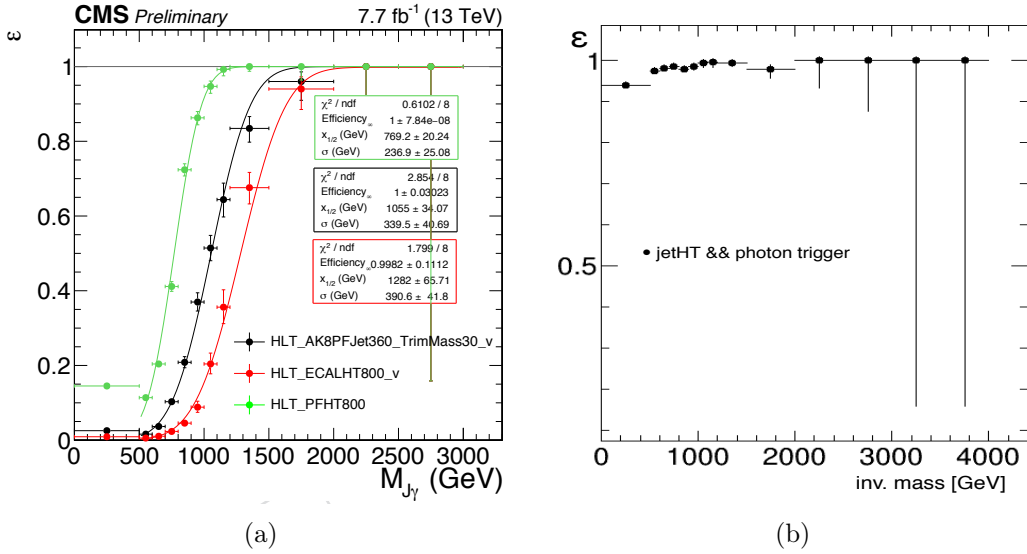 CMS Preliminary 7.7 fb⁻¹ (13 TeV)
ε
1
0.8
0.6
0.4
0.2
0
χ² / ndf 0.6102 / 8
Efficiency∞ 1 ± 7.84e−08
x1/2 (GeV) 769.2 ± 20.24
σ (GeV) 236.9 ± 25.08
χ² / ndf 2.854 / 8
Efficiency∞ 1 ± 0.03023
x1/2 (GeV) 1055 ± 34.07
σ (GeV) 339.5 ± 40.69
χ² / ndf 1.799 / 8
Efficiency∞ 0.9982 ± 0.1112
x1/2 (GeV) 1282 ± 65.71
σ (GeV) 390.6 ± 41.8
HLT_AK8PFJet360_TrimMass30_v
HLT_ECALHT800_v
HLT_PFHT800
0 500 1000 1500 2000 2500 3000
MJγ (GeV)
(a)
ε
1
0.5
jetHT && photon trigger
0 1000 2000 3000 4000
inv. mass [GeV]
(b)